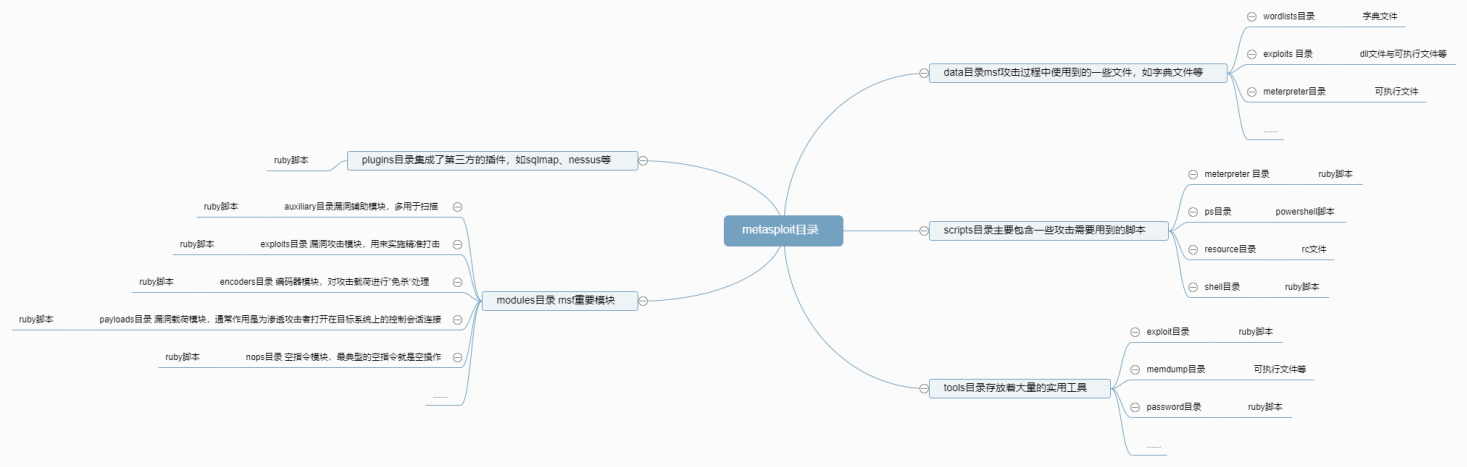 metasploit目录
data目录msf攻击过程中使用到的一些文件，如字典文件等
wordlists目录 字典文件
exploits 目录 dll文件与可执行文件等
meterpreter目录 可执行文件
......
scripts目录主要包含一些攻击需要用到的脚本
meterpreter 目录 ruby脚本
ps目录 powershell脚本
resource目录 rc文件
shell目录 ruby脚本
tools目录存放着大量的实用工具
exploit目录 ruby脚本
memdump目录 可执行文件等
password目录 ruby脚本
......
plugins目录集成了第三方的插件，如sqlmap、nessus等
ruby脚本
modules目录 msf重要模块
ruby脚本 auxiliary目录漏洞辅助模块，多用于扫描
ruby脚本 exploits目录 漏洞攻击模块，用来实施精准打击
ruby脚本 encoders目录 编码器模块，对攻击载荷进行"免杀"处理
ruby脚本 payloads目录 漏洞载荷模块，通常作用是为渗透攻击者打开在目标系统上的控制会话连接
ruby脚本 nops目录 空指令模块，最典型的空指令就是空操作
......